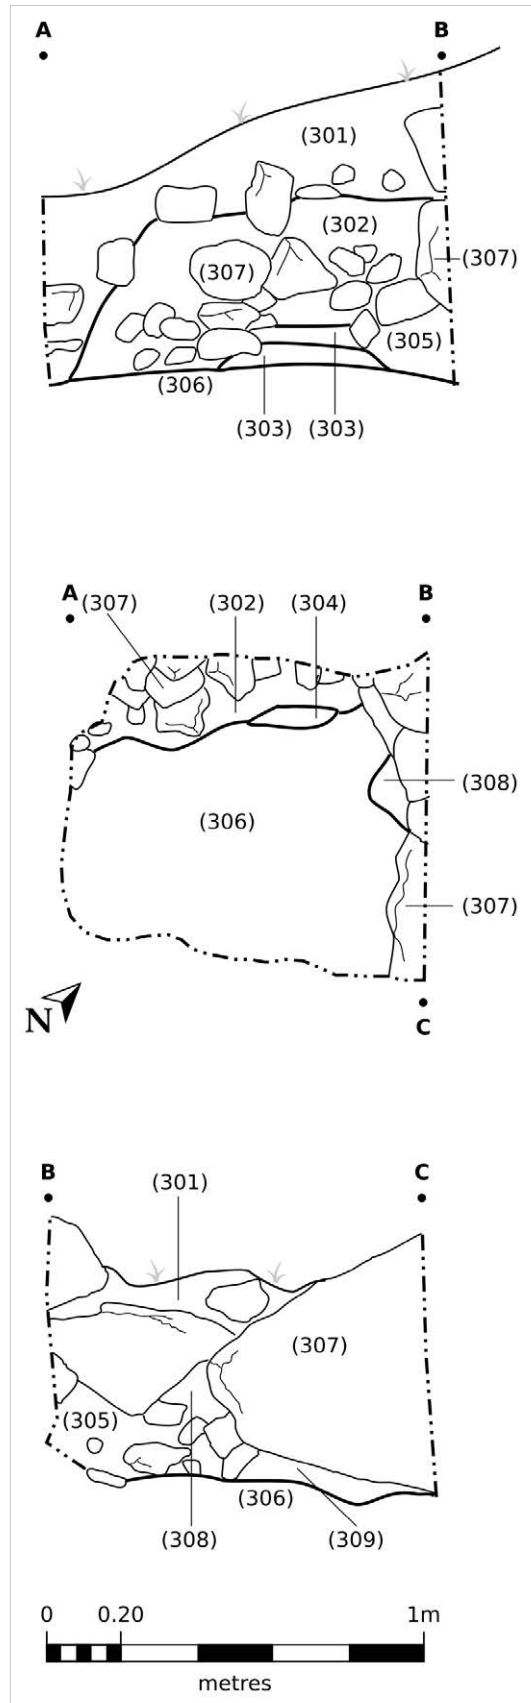 A B
(301)
(302)
(307) (307)
(305)
(306)
(303) (303)
A (307) (302) (304) B
(308)
(306)
(307)
N
C
B C
(301)
(307)
(305)
(306)
(308) (309)
0 0.20 1m
metres